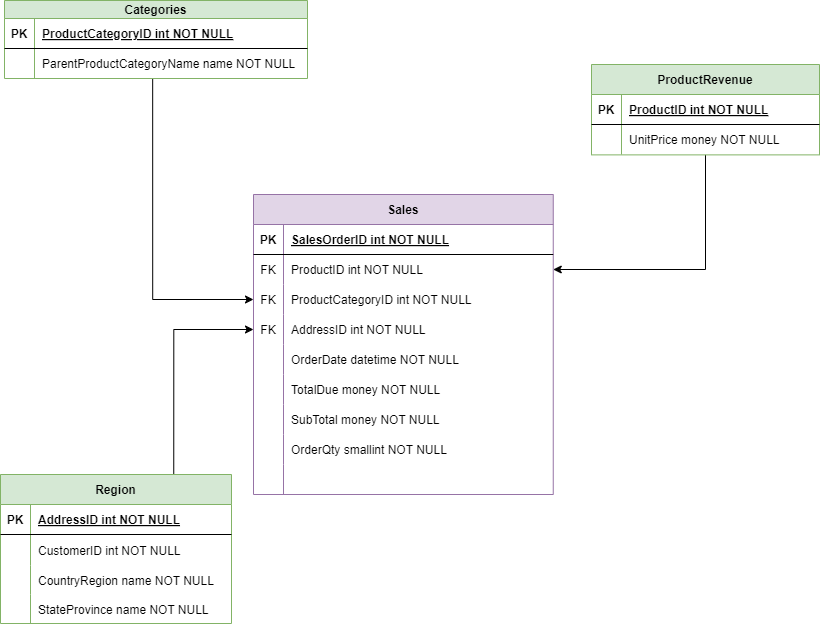 Categories
PK ProductCategoryID int NOT NULL
ParentProductCategoryName name NOT NULL
ProductRevenue
PK ProductID int NOT NULL
UnitPrice money NOT NULL
Sales
PK SalesOrderID int NOT NULL
FK ProductID int NOT NULL
FK ProductCategoryID int NOT NULL
FK AddressID int NOT NULL
OrderDate datetime NOT NULL
TotalDue money NOT NULL
SubTotal money NOT NULL
OrderQty smallint NOT NULL
Region
PK AddressID int NOT NULL
CustomerID int NOT NULL
CountryRegion name NOT NULL
StateProvince name NOT NULL